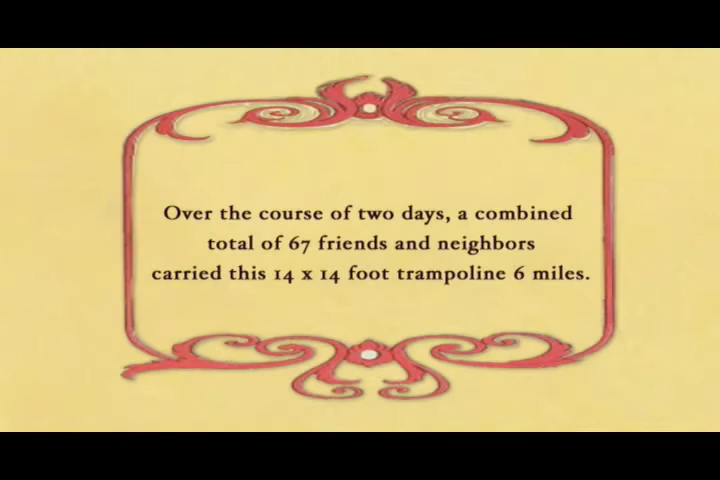 Over the course of two days, a combined
total of 67 friends and neighbors
carried this 14 x 14 foot trampoline 6 miles.